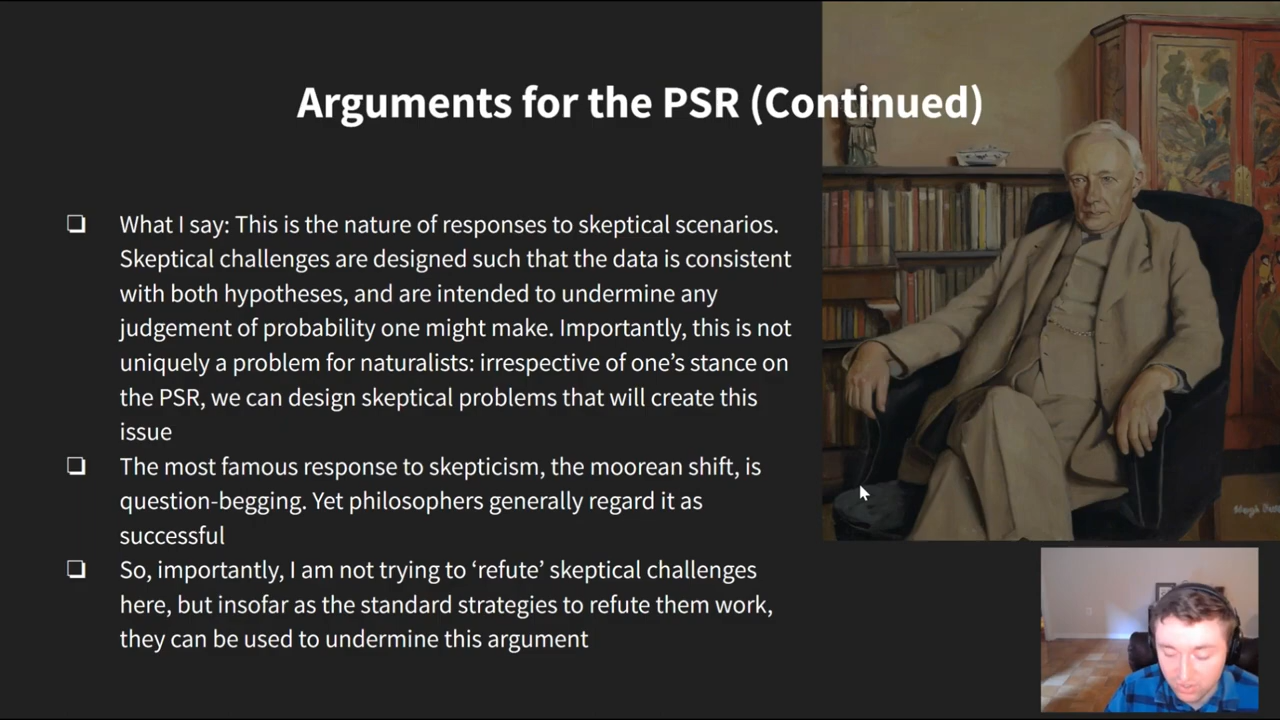 Arguments for the PSR (Continued)
❏ What I say: This is the nature of responses to skeptical scenarios.
Skeptical challenges are designed such that the data is consistent
with both hypotheses, and are intended to undermine any
judgement of probability one might make. Importantly, this is not
uniquely a problem for naturalists: irrespective of one’s stance on
the PSR, we can design skeptical problems that will create this
issue
❏ The most famous response to skepticism, the moorean shift, is
question-begging. Yet philosophers generally regard it as
successful
❏ So, importantly, I am not trying to ‘refute’ skeptical challenges
here, but insofar as the standard strategies to refute them work,
they can be used to undermine this argument